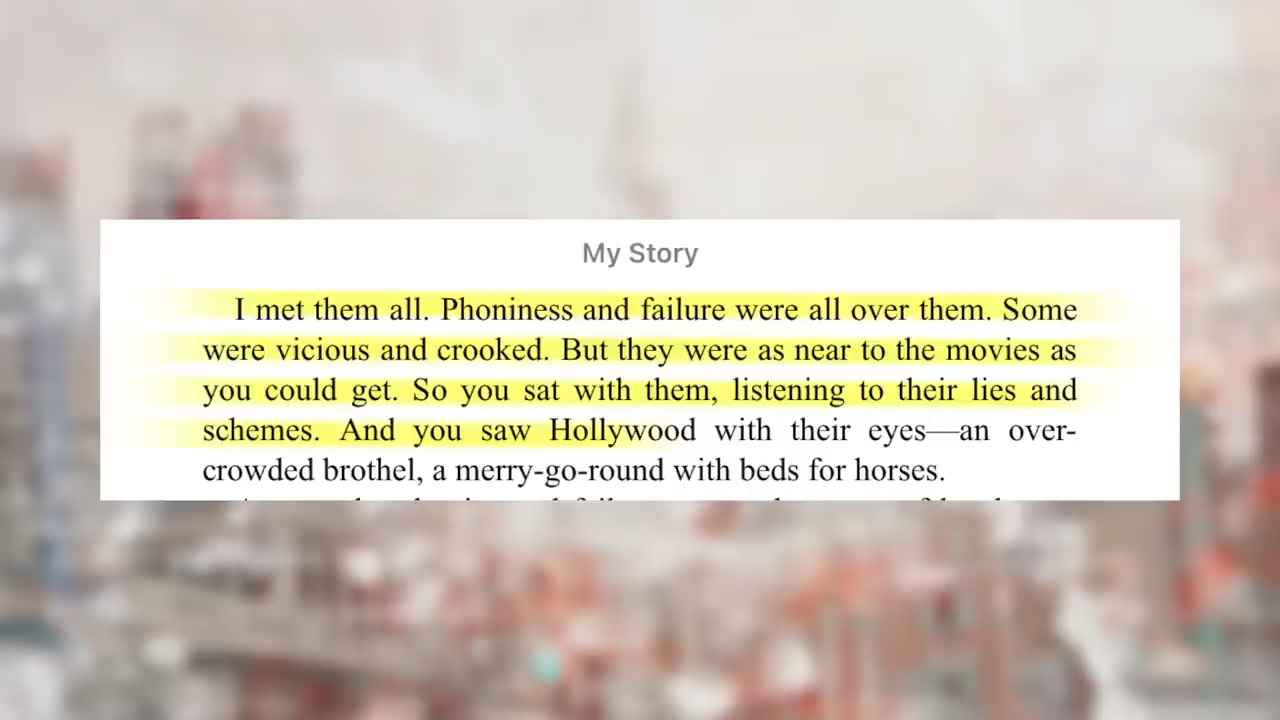 My Story
I met them all. Phoniness and failure were all over them. Some
were vicious and crooked. But they were as near to the movies as
you could get. So you sat with them, listening to their lies and
schemes. And you saw Hollywood with their eyes—an over-
crowded brothel, a merry-go-round with beds for horses.